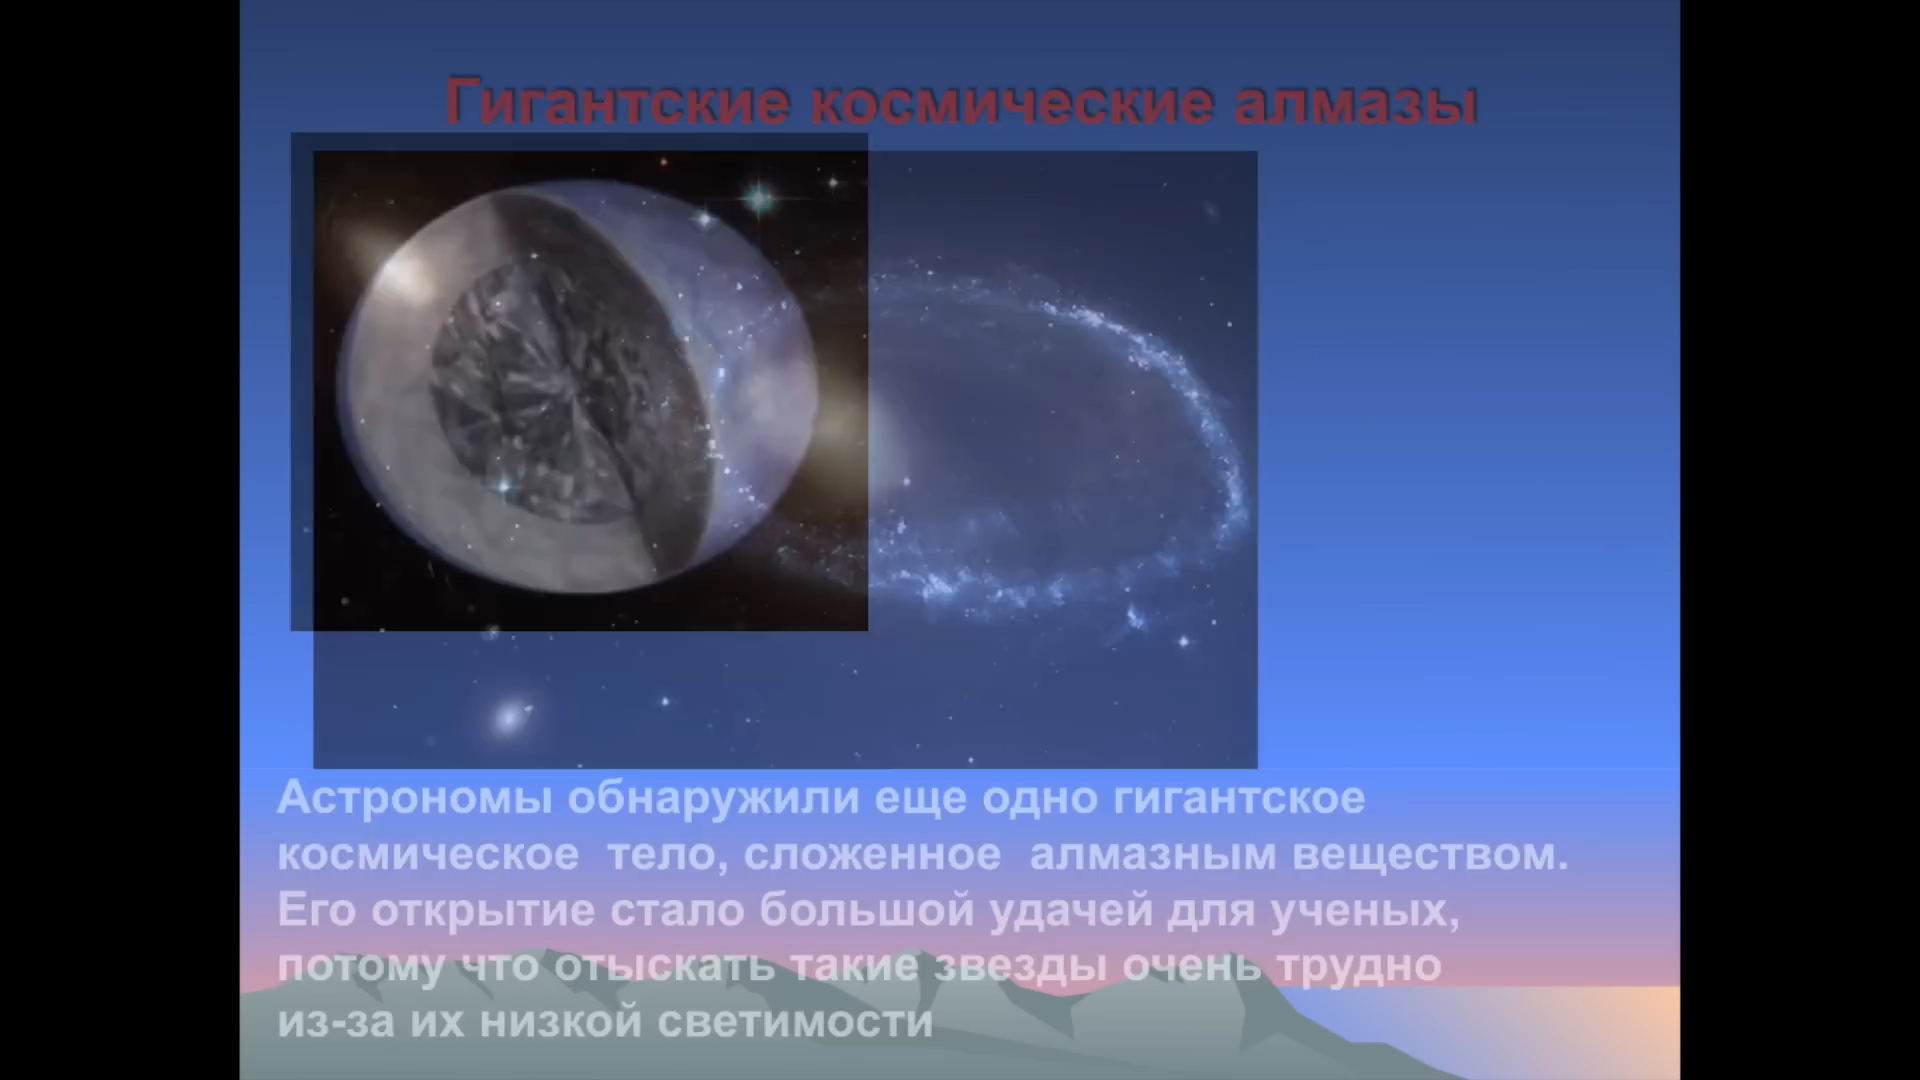 Гигантские космические алмазы
Астрономы обнаружили еще одно гигантское
космическое тело, сложенное алмазным веществом.
Его открытие стало большой удачей для ученых,
потому что отыскать такие звезды очень трудно
из-за их низкой светимости